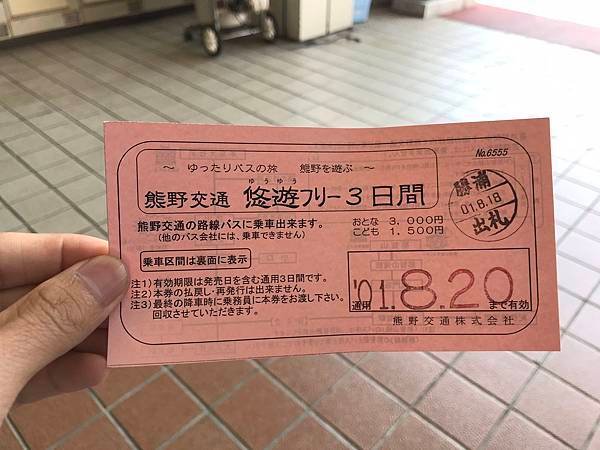 No.6555
～ ゆったりバスの旅　熊野を遊ぶ ～
ゆうゆう
熊野交通 悠遊フリー3日間
勝浦
01.8.18
出札
熊野交通の路線バスに乗車出来ます。
(他のバス会社には、乗車できません)
おとな 3,000円
こども 1,500円
乗車区間は裏面に表示
注1)有効期限は発売日を含む通用3日間です。
注2)本券の払戻し・再発行は出来ません。
注3)最終の降車時に乗務員に本券をお渡し下さい。
回収させていただきます。
'01.8.20
通用 まで有効
熊野交通株式会社